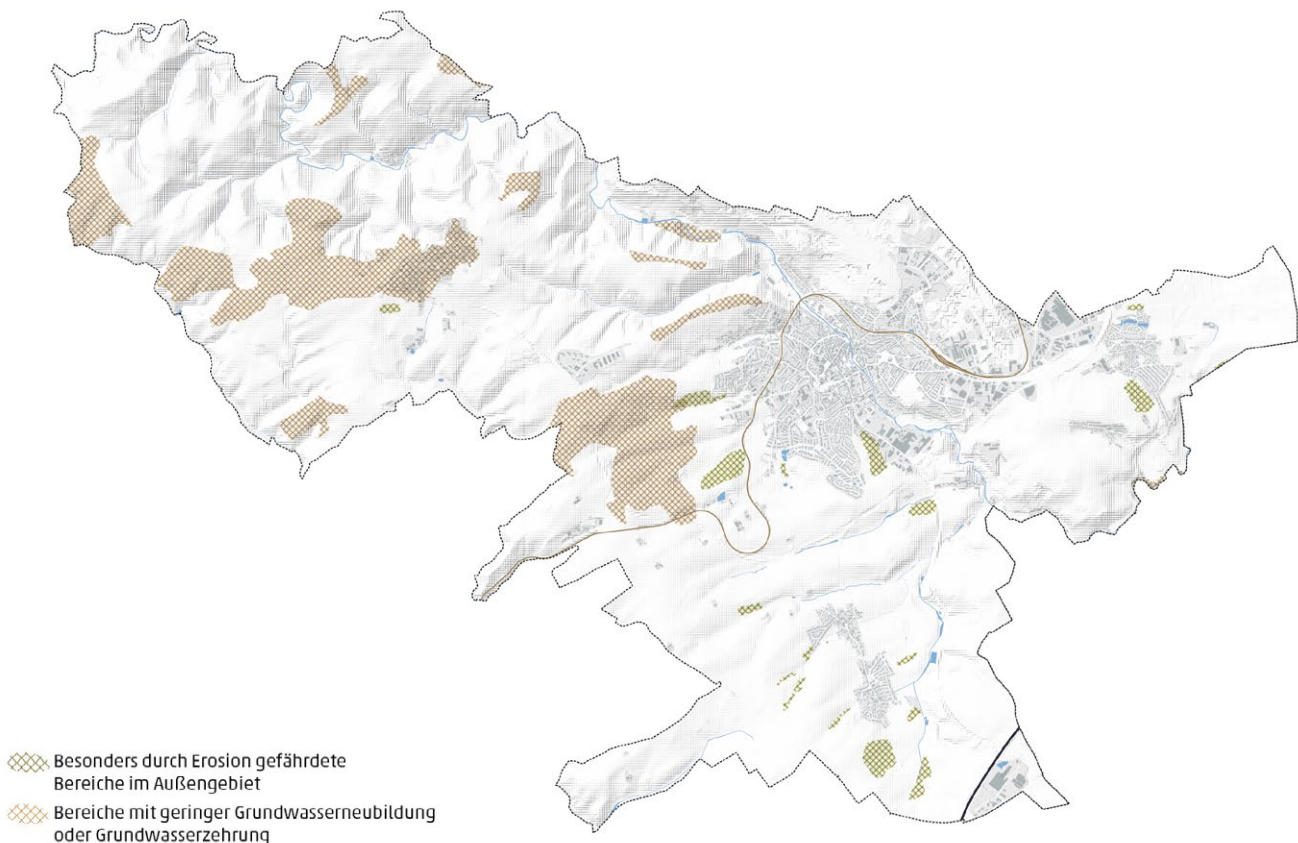 Besonders durch Erosion gefährdete
Bereiche im Außengebiet
Bereiche mit geringer Grundwasserneubildung
oder Grundwasserzehrung